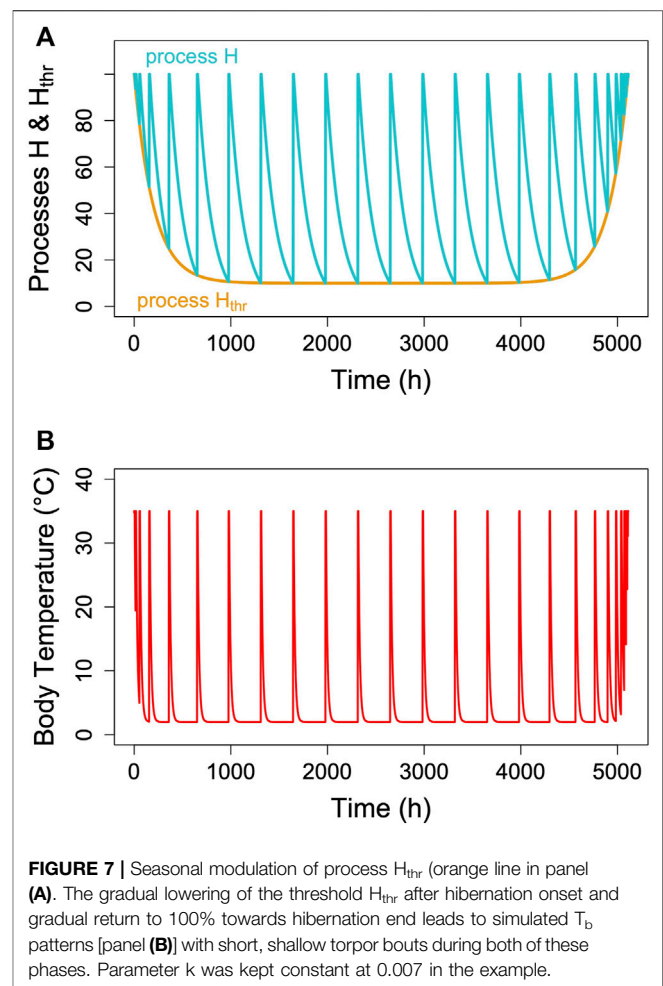 A
process H
Processes H & Hthr
80
60
40
20
0
process Hthr
0 1000 2000 3000 4000 5000
Time (h)
B
Body Temperature (°C)
40
30
20
10
0
0 1000 2000 3000 4000 5000
Time (h)
FIGURE 7 | Seasonal modulation of process Hthr (orange line in panel
(A). The gradual lowering of the threshold Hthr after hibernation onset and
gradual return to 100% towards hibernation end leads to simulated Tb
patterns [panel (B)] with short, shallow torpor bouts during both of these
phases. Parameter k was kept constant at 0.007 in the example.